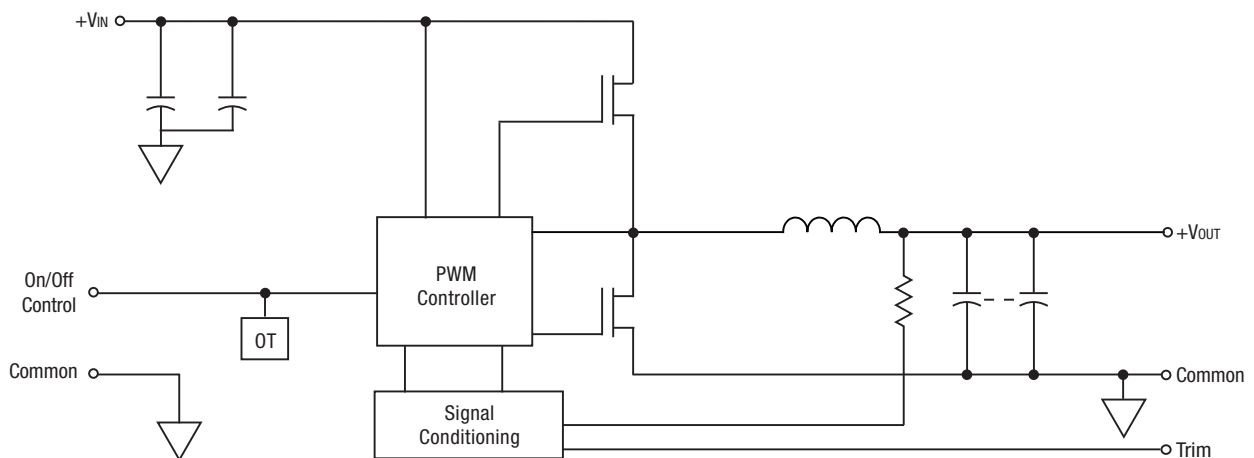 +VIN
+VOUT
On/Off
Control
PWM
Controller
OT
Common
Common
Signal
Conditioning
Trim